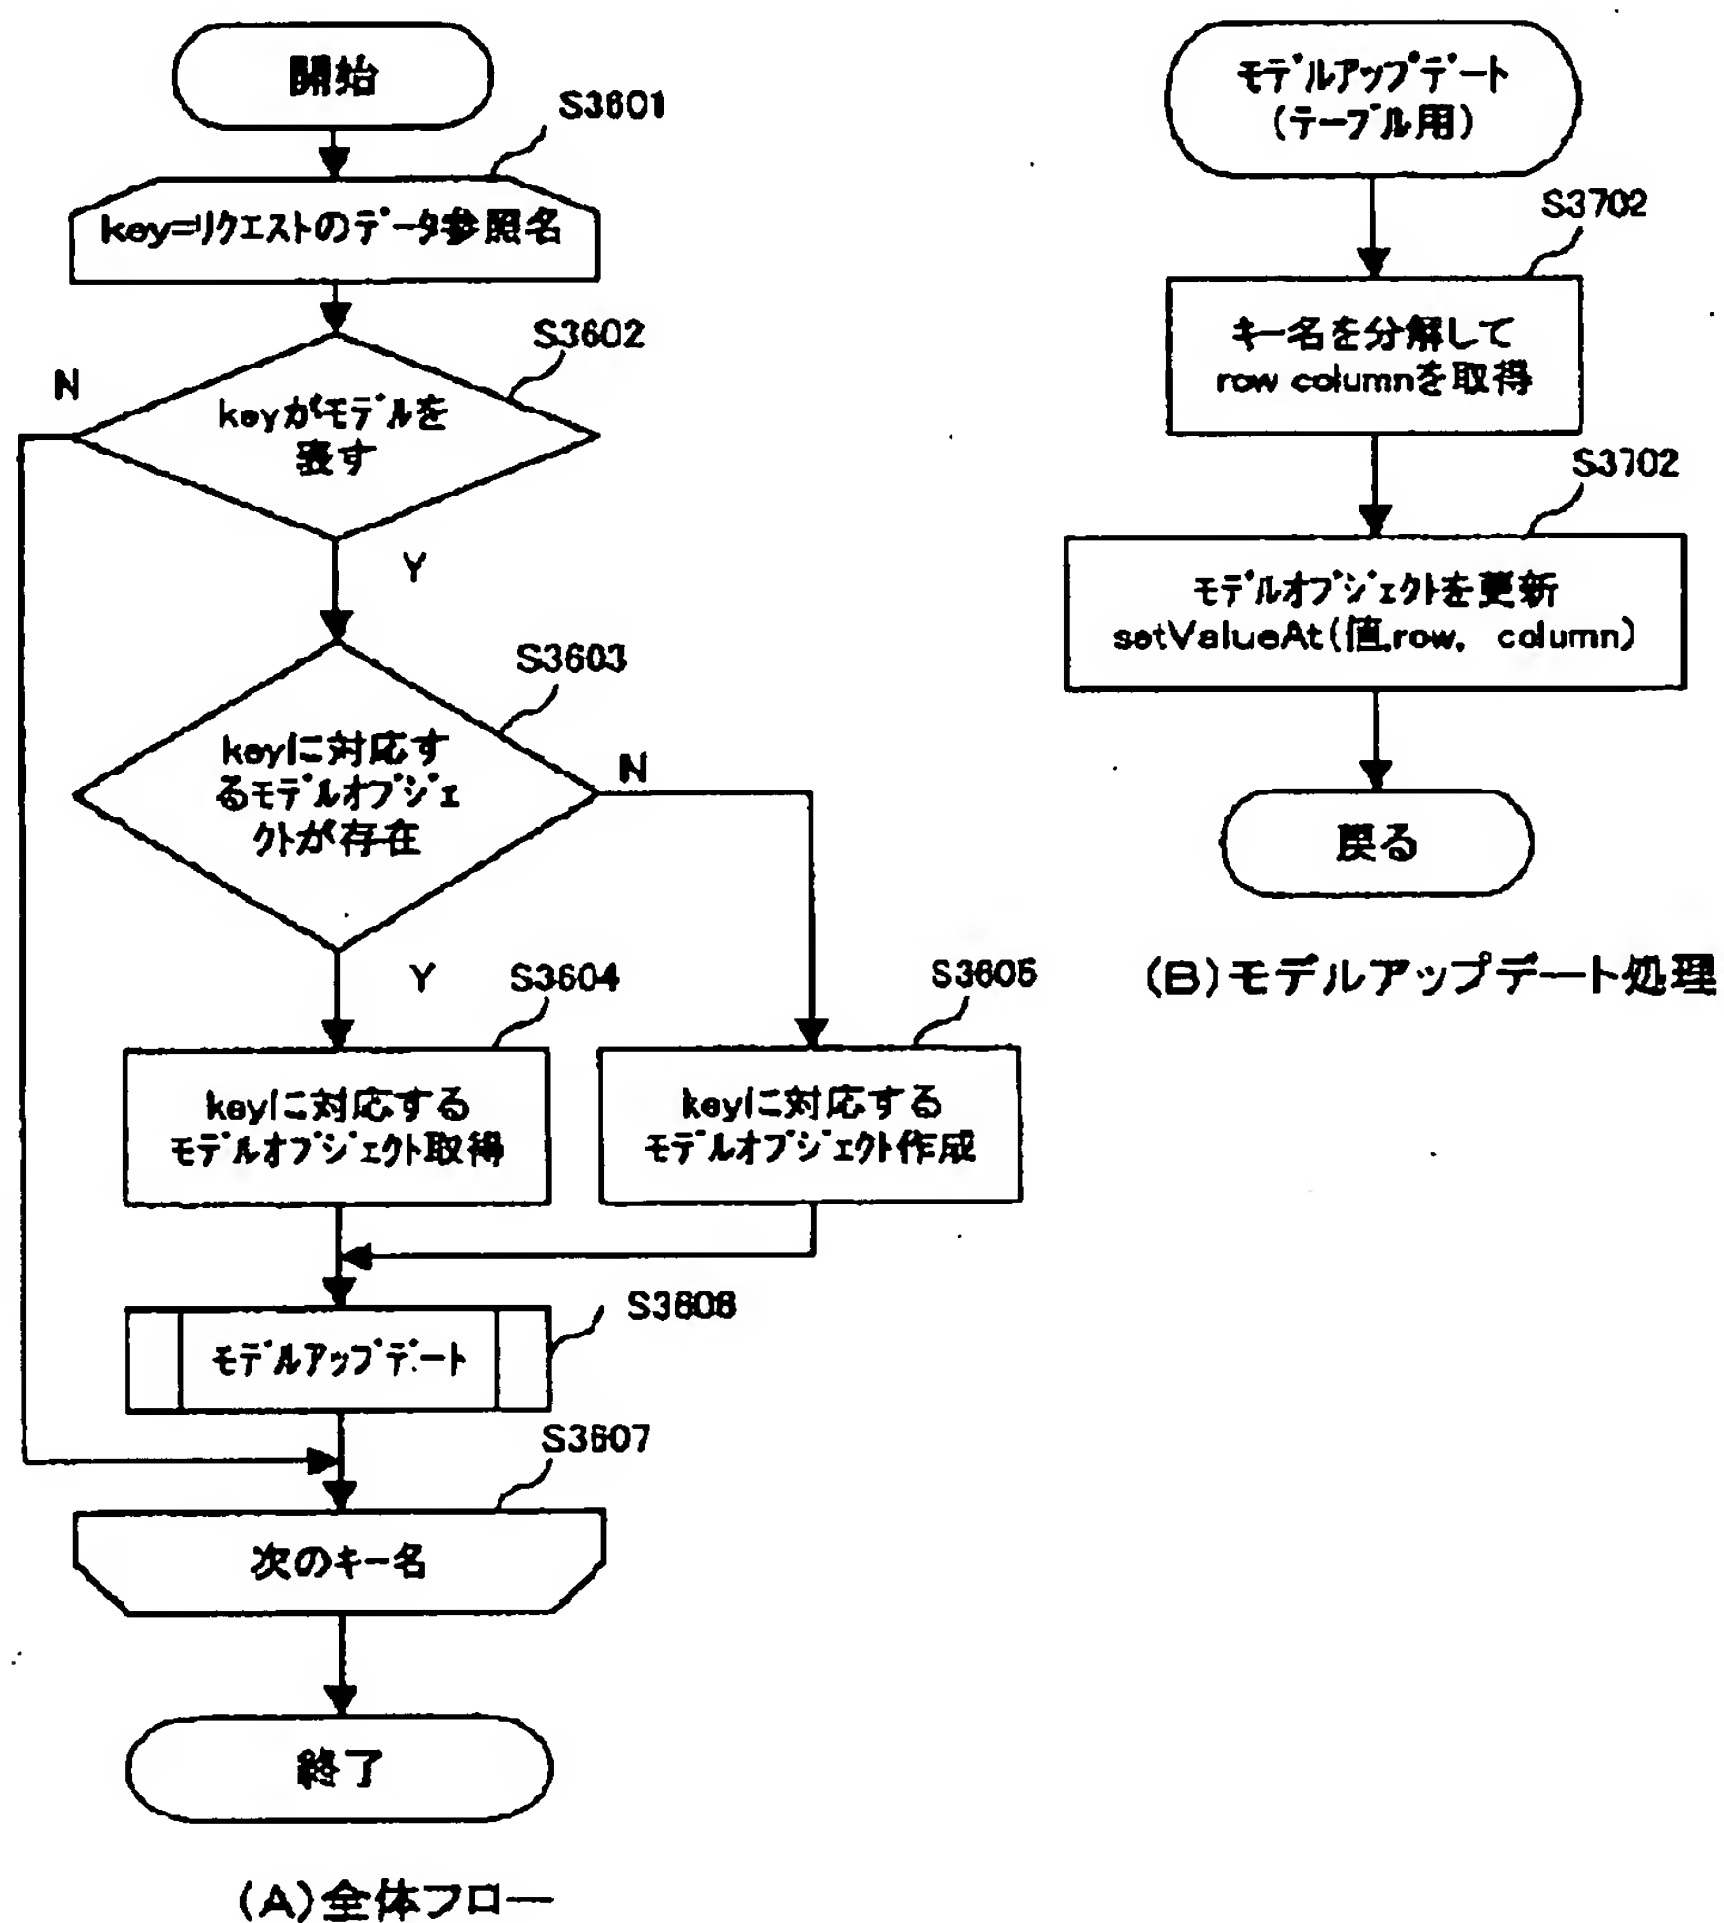 開始
S3601
key=リクエストのデータ参照名
S3602
N
keyがモデルを
表す
Y
S3603
keyに対応す
るモデルオブジェ
クトが存在
N
Y
S3604
S3605
keyに対応する
モデルオブジェクト取得
keyに対応する
モデルオブジェクト作成
S3606
モデルアップデート
S3607
次のキー名
終了
(A)全体フロー
モデルアップデート
(テーブル用)
S3702
キー名を分解して
row columnを取得
S3702
モデルオブジェクトを更新
setValueAt(値,row, column)
戻る
(B)モデルアップデート処理